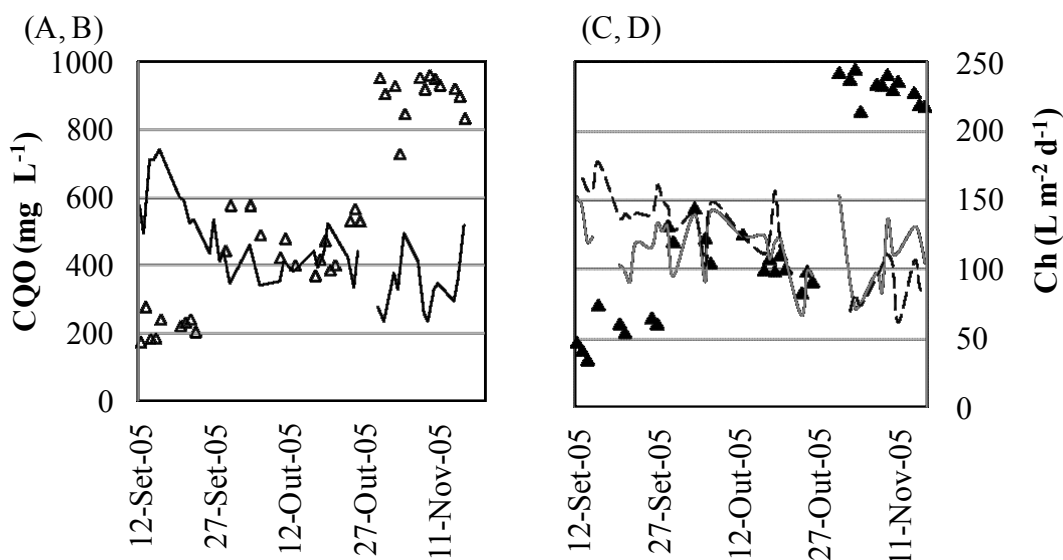 (A, B)
(C, D)
CQO (mg L⁻¹)
1000
800
600
400
200
0
12-Set-05
27-Set-05
12-Out-05
27-Out-05
11-Nov-05
12-Set-05
27-Set-05
12-Out-05
27-Out-05
11-Nov-05
250
200
150
100
50
0
Ch (L m⁻² d⁻¹)